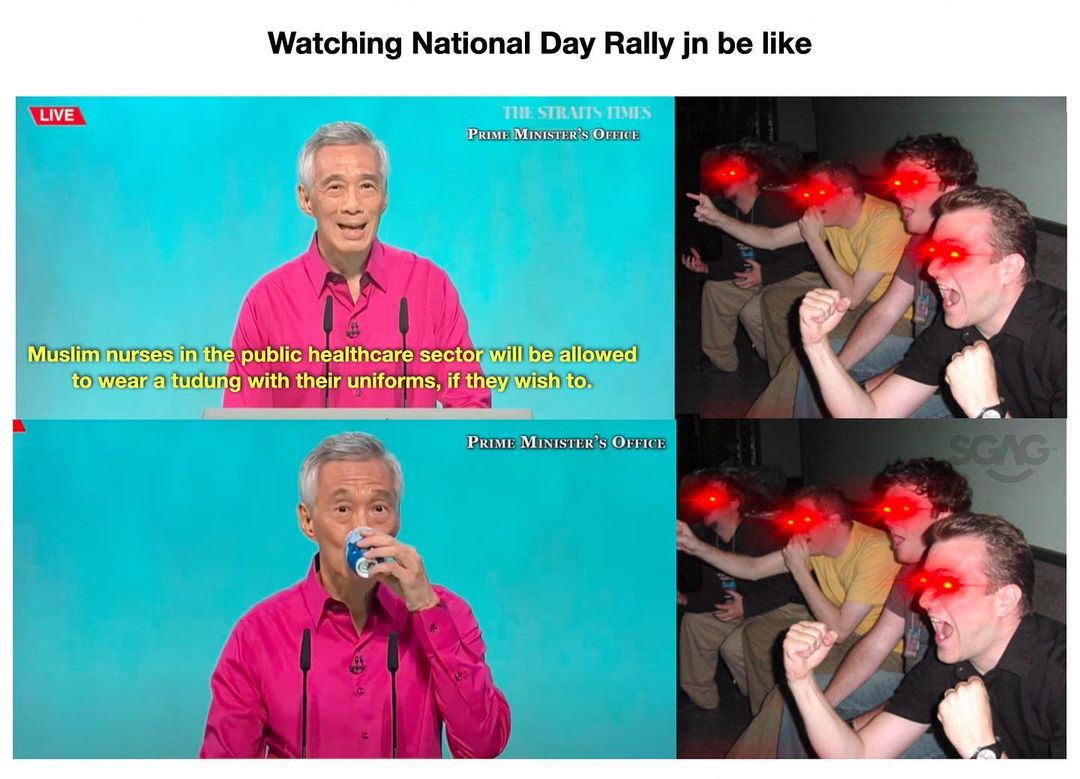 Watching National Day Rally jn be like
LIVE
THE STRAITS TIMES
PRIME MINISTER'S OFFICE
Muslim nurses in the public healthcare sector will be allowed
to wear a tudung with their uniforms, if they wish to.
PRIME MINISTER'S OFFICE
SGAG